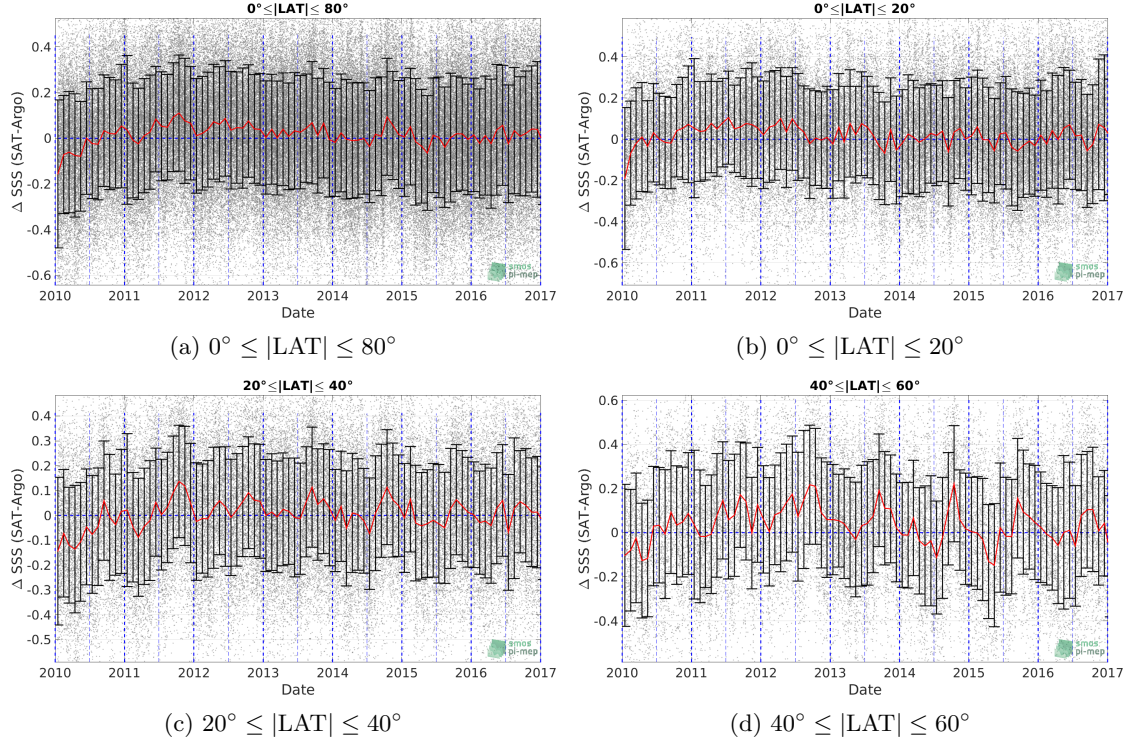 0°≤|LAT|≤ 80°
Δ SSS (SAT-Argo)
0.4
0.2
0
-0.2
-0.4
-0.6
2010 2011 2012 2013 2014 2015 2016 2017
Date
smos
pi-mep
(a) 0° ≤ |LAT| ≤ 80°
0°≤|LAT|≤ 20°
Δ SSS (SAT-Argo)
0.4
0.2
0
-0.2
-0.4
-0.6
2010 2011 2012 2013 2014 2015 2016 2017
Date
smos
pi-mep
(b) 0° ≤ |LAT| ≤ 20°
20°≤|LAT|≤ 40°
Δ SSS (SAT-Argo)
0.4
0.3
0.2
0.1
0
-0.1
-0.2
-0.3
-0.4
-0.5
2010 2011 2012 2013 2014 2015 2016 2017
Date
smos
pi-mep
(c) 20° ≤ |LAT| ≤ 40°
40°≤|LAT|≤ 60°
Δ SSS (SAT-Argo)
0.6
0.4
0.2
0
-0.2
-0.4
2010 2011 2012 2013 2014 2015 2016 2017
Date
smos
pi-mep
(d) 40° ≤ |LAT| ≤ 60°